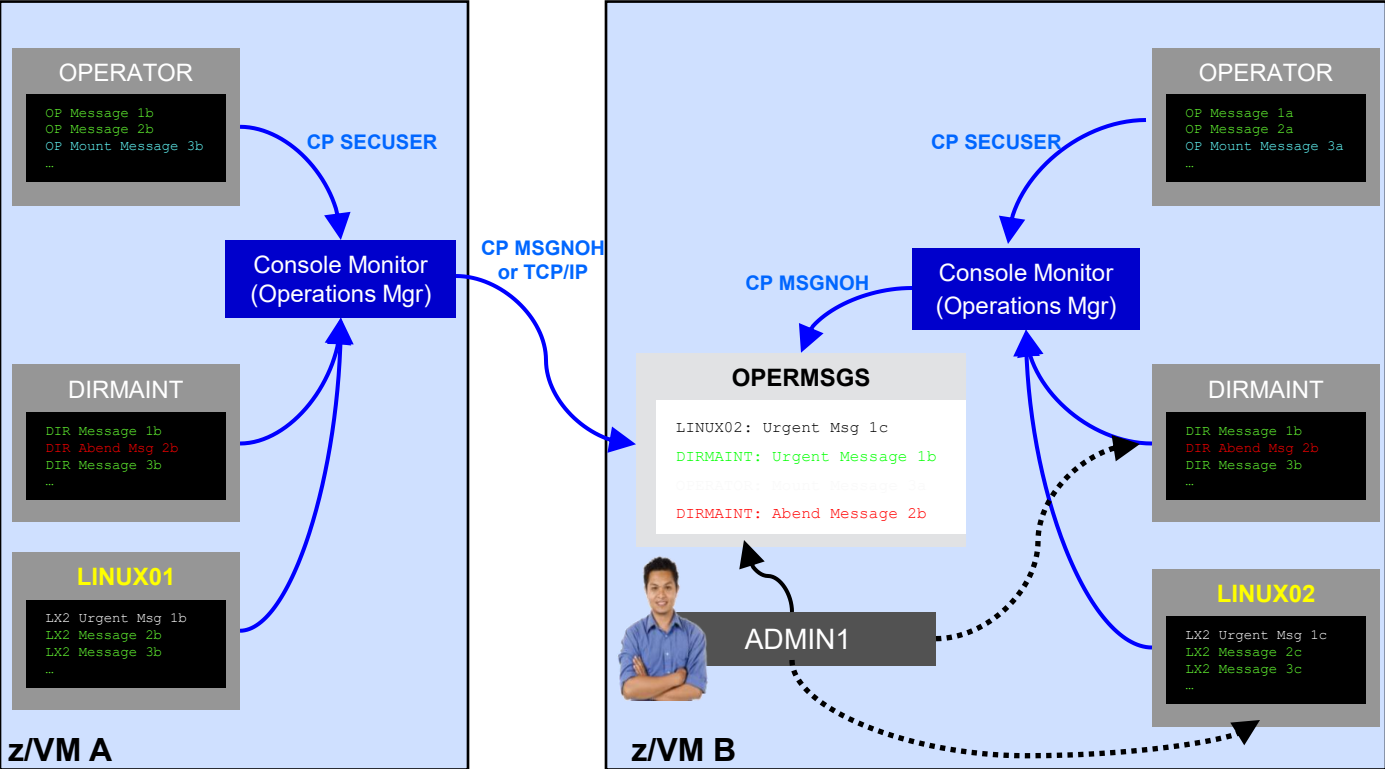 OPERATOR
OP Message 1b
OP Message 2b
OP Mount Message 3b
…
CP SECUSER
Console Monitor
(Operations Mgr)
DIRMAINT
DIR Message 1b
DIR Abend Msg 2b
DIR Message 3b
…
LINUX01
LX2 Urgent Msg 1b
LX2 Message 2b
LX2 Message 3b
…
z/VM A
CP MSGNOH
or TCP/IP
OPERATOR
OP Message 1a
OP Message 2a
OP Mount Message 3a
…
CP SECUSER
Console Monitor
(Operations Mgr)
CP MSGNOH
OPERMSGS
LINUX02: Urgent Msg 1c
DIRMAINT: Urgent Message 1b
OPERATOR: Mount Message 3a
DIRMAINT: Abend Message 2b
DIRMAINT
DIR Message 1b
DIR Abend Msg 2b
DIR Message 3b
…
ADMIN1
LINUX02
LX2 Urgent Msg 1c
LX2 Message 2c
LX2 Message 3c
…
z/VM B